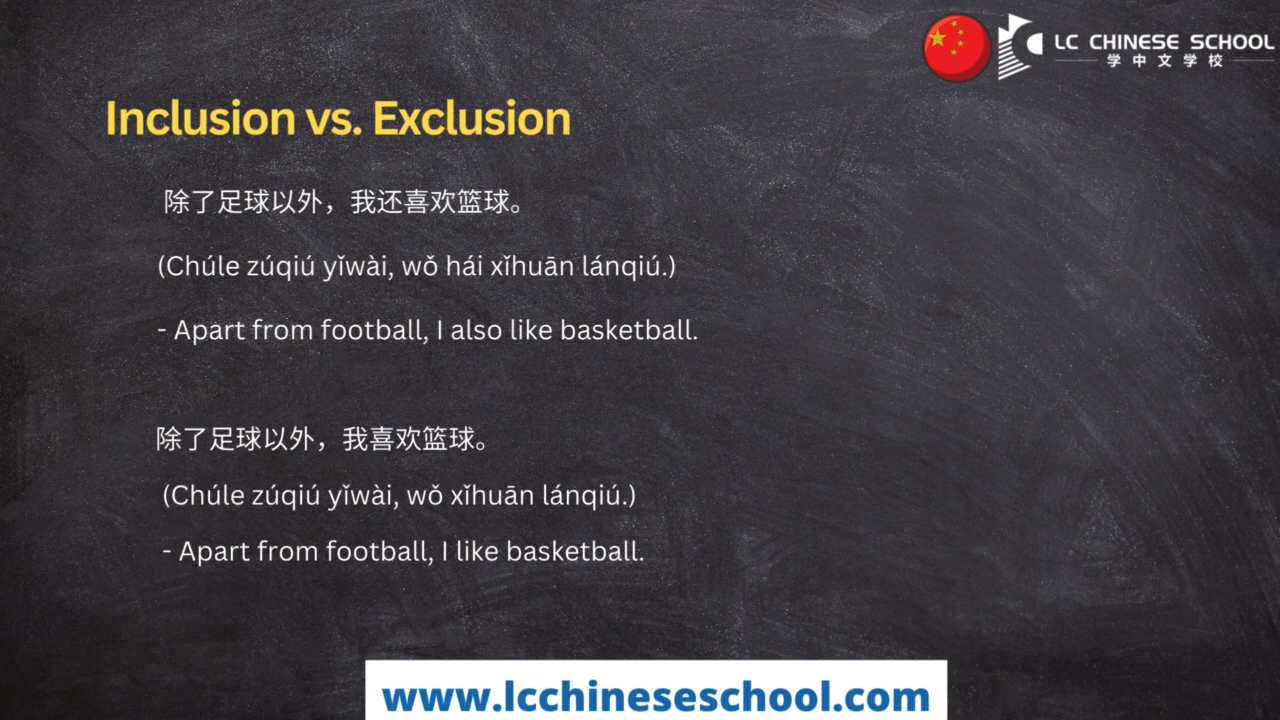 LC CHINESE SCHOOL
学中文学校
Inclusion vs. Exclusion
除了足球以外，我还喜欢篮球。
(Chúle zúqiú yǐwài, wǒ hái xǐhuān lánqiú.)
- Apart from football, I also like basketball.
除了足球以外，我喜欢篮球。
(Chúle zúqiú yǐwài, wǒ xǐhuān lánqiú.)
- Apart from football, I like basketball.
www.lcchineseschool.com